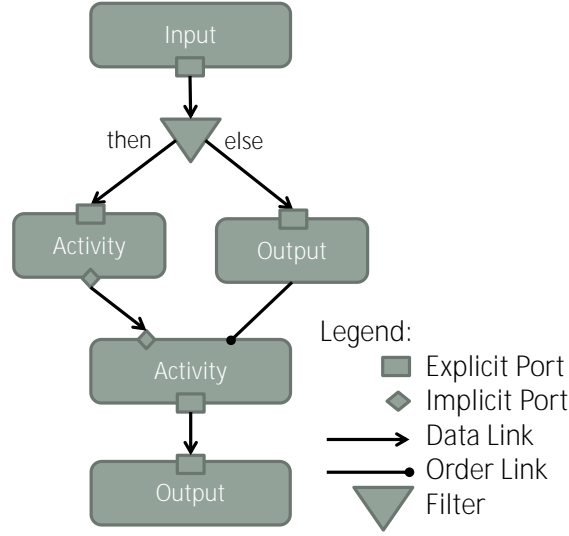 Input
then
else
Activity
Output
Activity
Output
Legend:
Explicit Port
Implicit Port
Data Link
Order Link
Filter